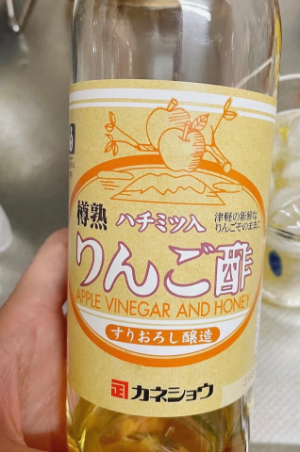 樽熟
ハチミツ入
津軽の新鮮な
りんごそのままに
りんご酢
APPLE VINEGAR AND HONEY
すりおろし醸造
正 カネショウ